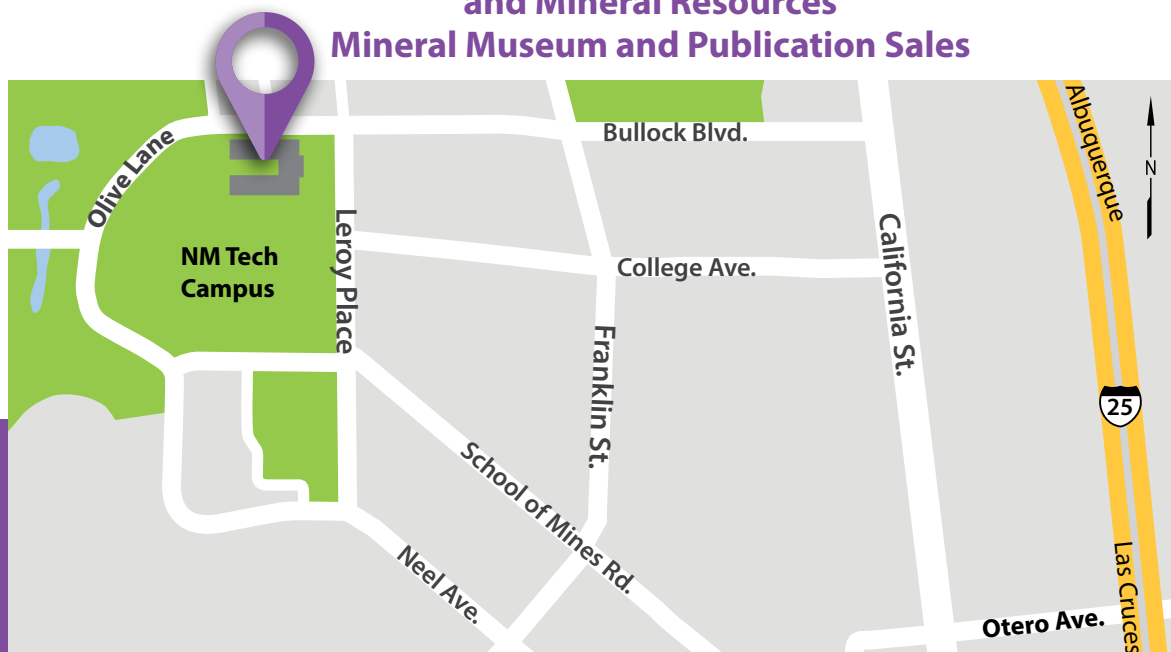 and Mineral Resources
Mineral Museum and Publication Sales
Bullock Blvd.
Albuquerque
N
Olive Lane
Leroy Place
NM Tech
Campus
College Ave.
California St.
Franklin St.
25
School of Mines Rd.
Neel Ave.
Las Cruces
Otero Ave.